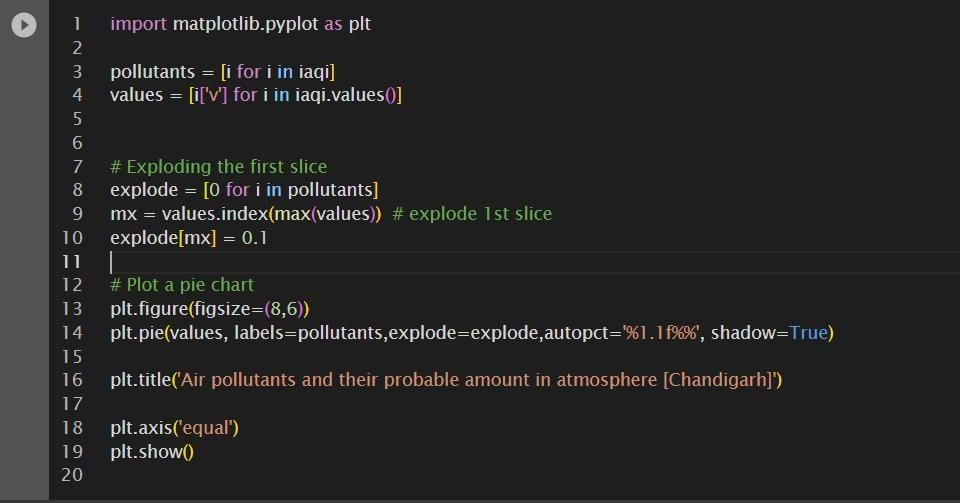 1 import matplotlib.pyplot as plt
2
3 pollutants = [i for i in iaqi]
4 values = [i['v'] for i in iaqi.values()]
5
6
7 # Exploding the first slice
8 explode = [0 for i in pollutants]
9 mx = values.index(max(values)) # explode 1st slice
10 explode[mx] = 0.1
11
12 # Plot a pie chart
13 plt.figure(figsize=(8,6))
14 plt.pie(values, labels=pollutants,explode=explode,autopct='%1.1f%%', shadow=True)
15
16 plt.title('Air pollutants and their probable amount in atmosphere [Chandigarh]')
17
18 plt.axis('equal')
19 plt.show()
20